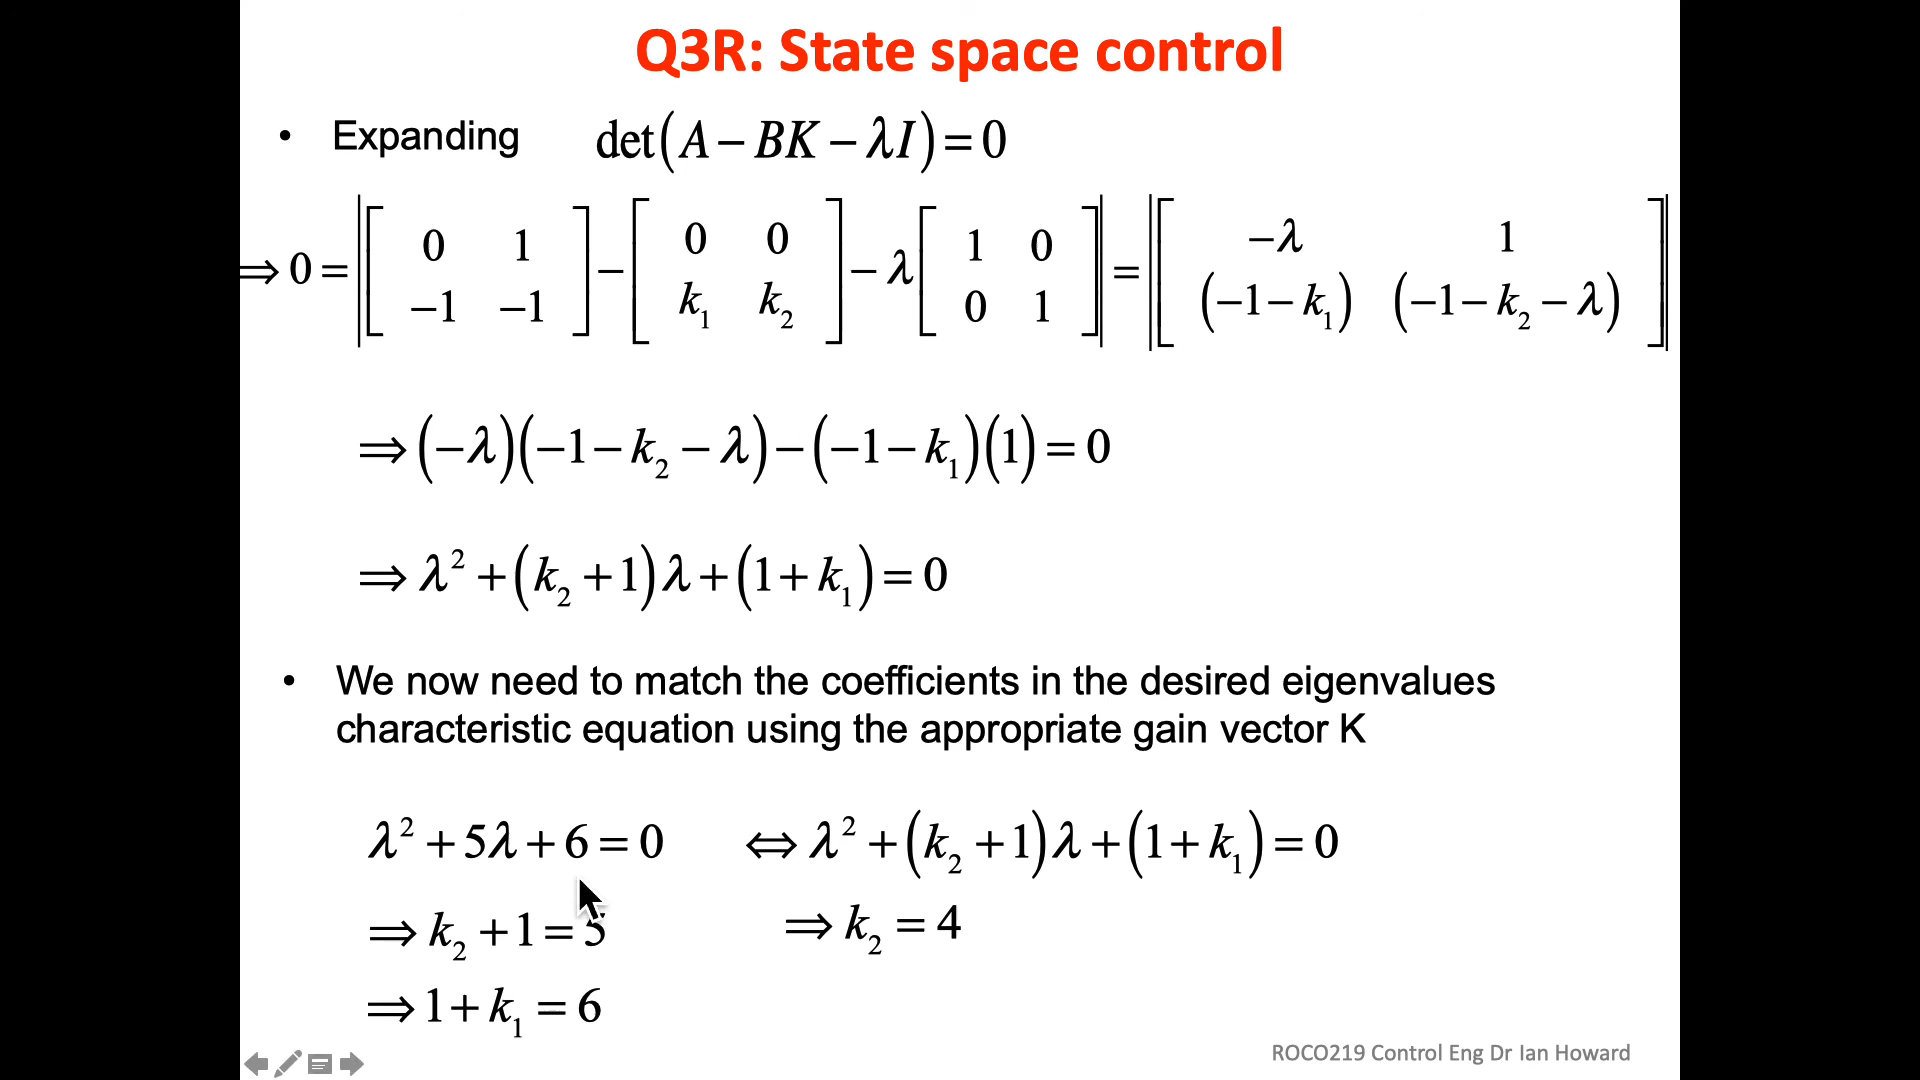 Q3R: State space control
• Expanding det(A − BK − λI) = 0
⇒ 0 = |[0 1; −1 −1] − [0 0; k₁ k₂] − λ[1 0; 0 1]| = |[−λ 1; (−1 − k₁) (−1 − k₂ − λ)]|
⇒ (−λ)(−1 − k₂ − λ) − (−1 − k₁)(1) = 0
⇒ λ² + (k₂ + 1)λ + (1 + k₁) = 0
• We now need to match the coefficients in the desired eigenvalues
characteristic equation using the appropriate gain vector K
λ² + 5λ + 6 = 0 ⇔ λ² + (k₂ + 1)λ + (1 + k₁) = 0
⇒ k₂ + 1 = 5 ⇒ k₂ = 4
⇒ 1 + k₁ = 6
ROCO219 Control Eng Dr Ian Howard